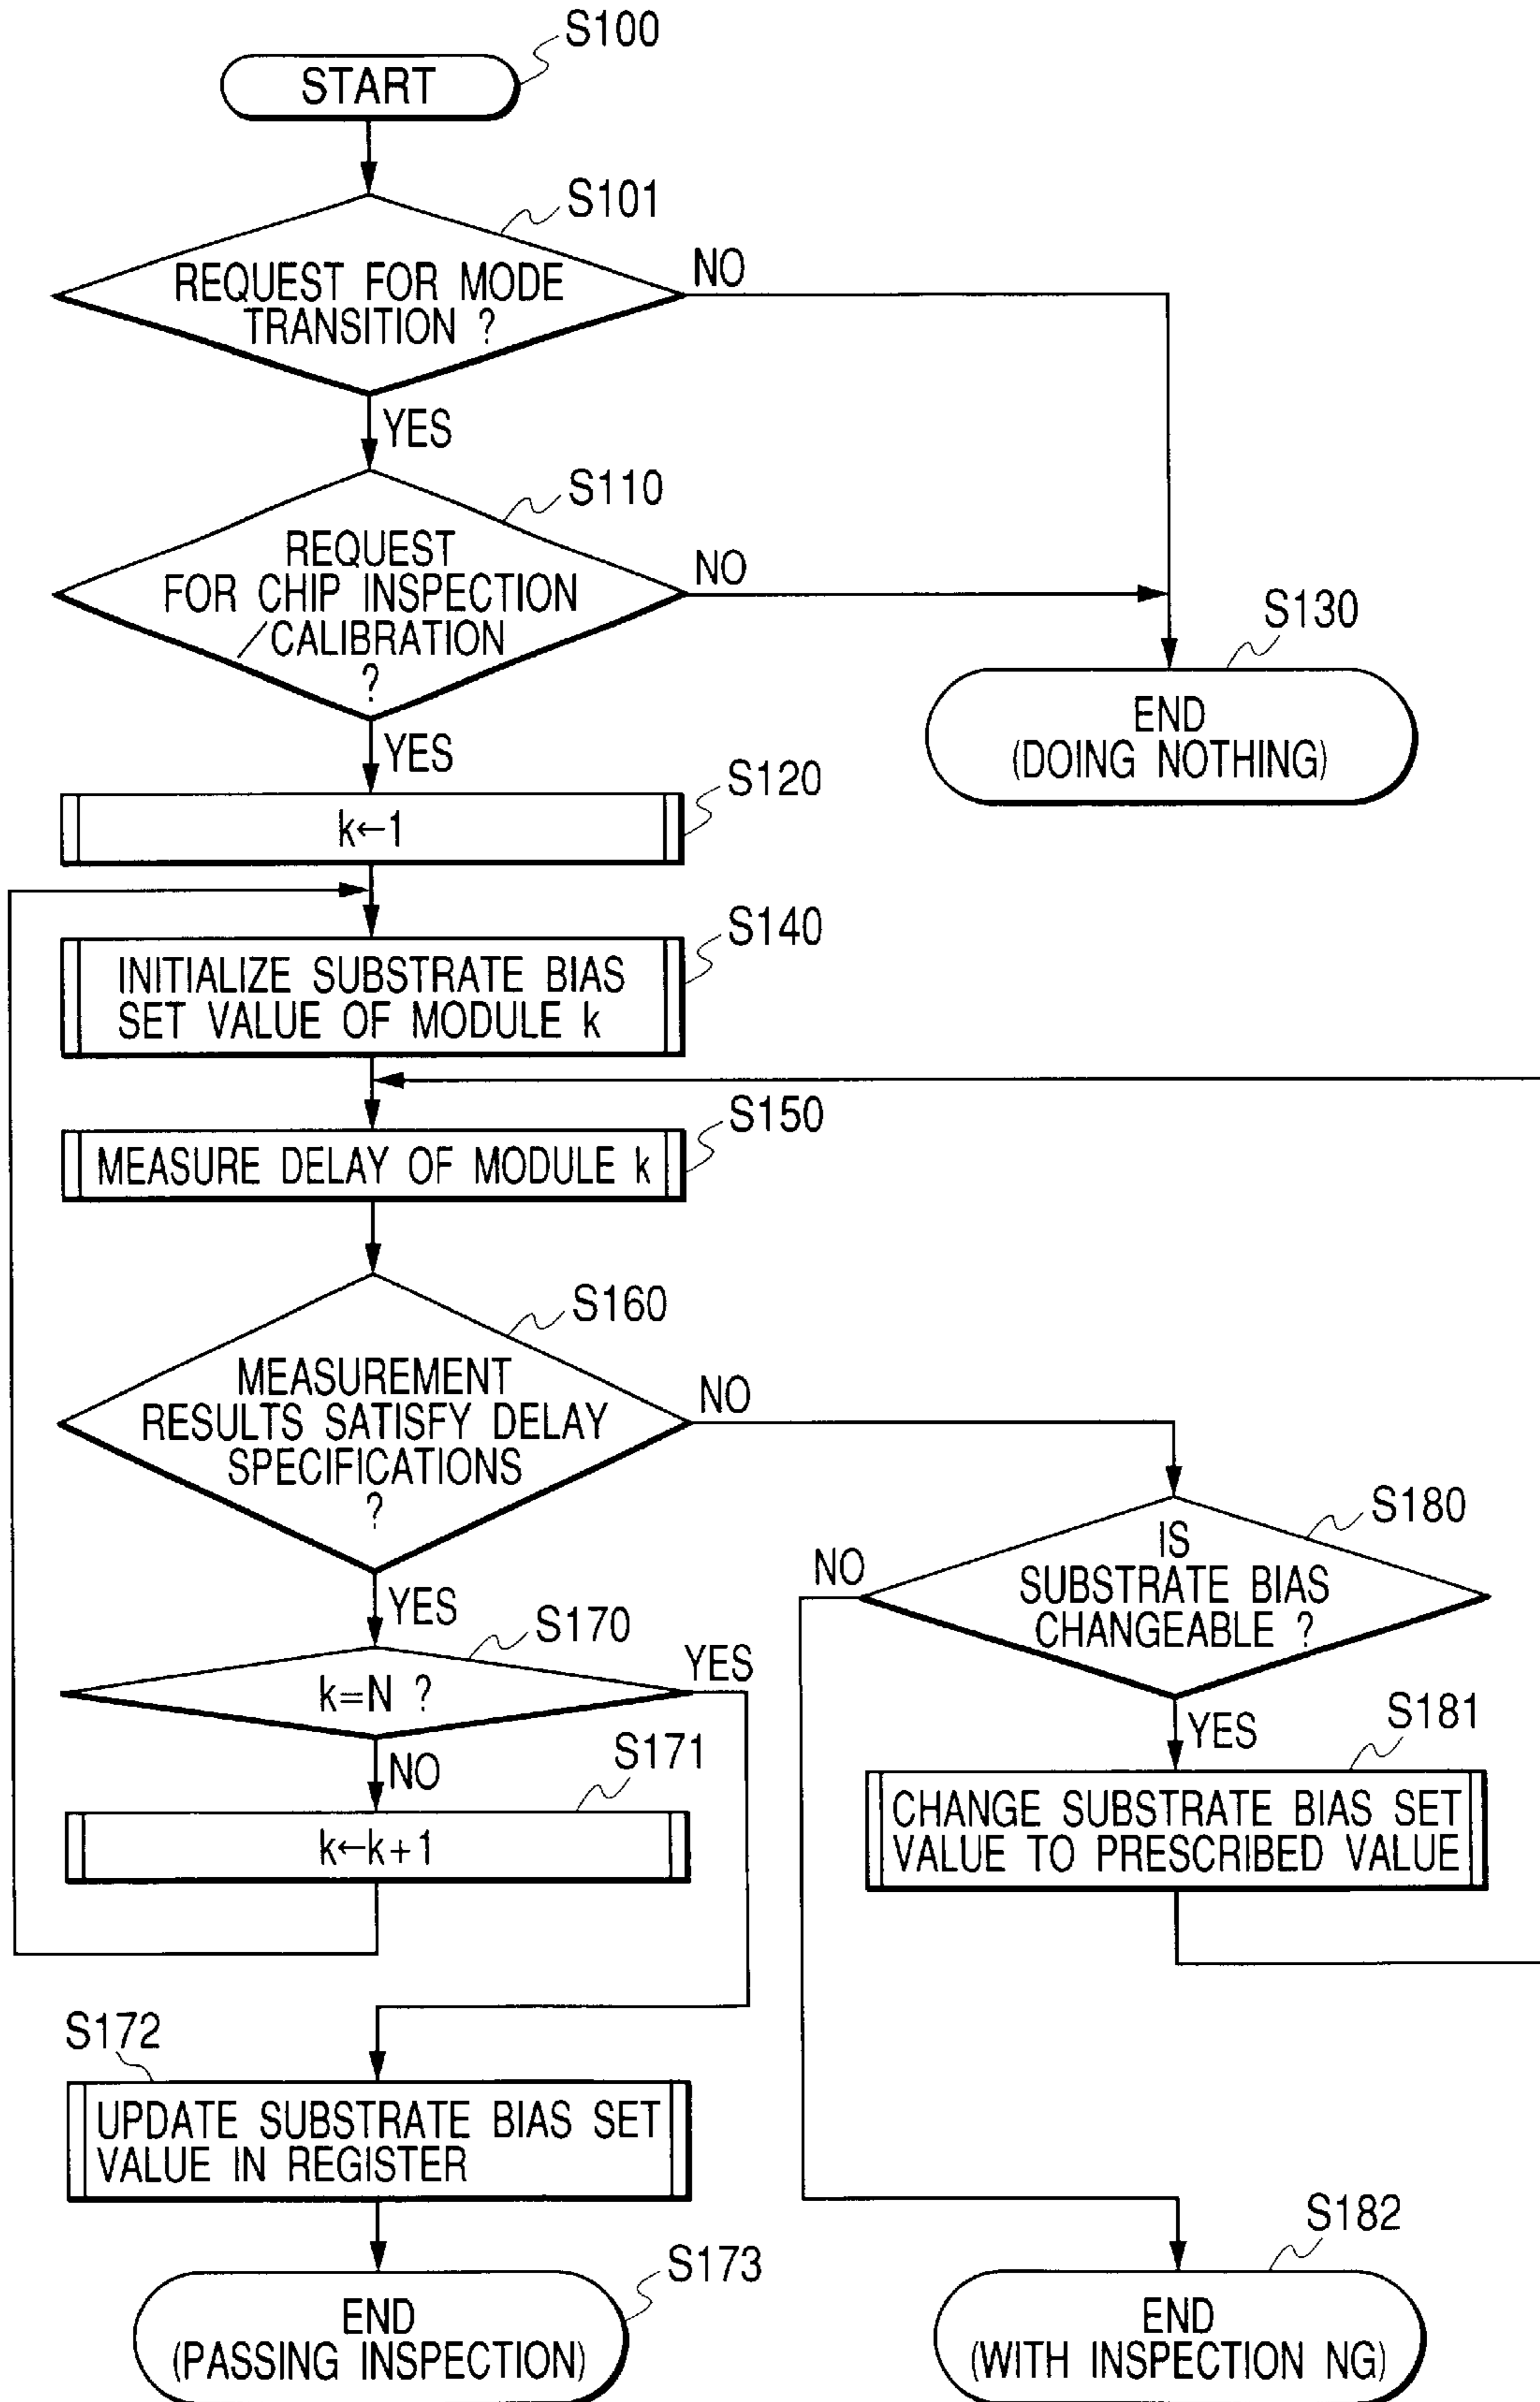 S100
START
S101
REQUEST FOR MODE
TRANSITION ?
NO
YES
S110
REQUEST
FOR CHIP INSPECTION
/CALIBRATION
?
NO
YES
S130
END
(DOING NOTHING)
S120
k←1
S140
INITIALIZE SUBSTRATE BIAS
SET VALUE OF MODULE k
S150
MEASURE DELAY OF MODULE k
S160
MEASUREMENT
RESULTS SATISFY DELAY
SPECIFICATIONS
?
NO
YES
S180
IS
SUBSTRATE BIAS
CHANGEABLE ?
NO
YES
S170
k=N ?
YES
NO
S171
k←k+1
S181
CHANGE SUBSTRATE BIAS SET
VALUE TO PRESCRIBED VALUE
S172
UPDATE SUBSTRATE BIAS SET
VALUE IN REGISTER
S173
END
(PASSING INSPECTION)
S182
END
(WITH INSPECTION NG)